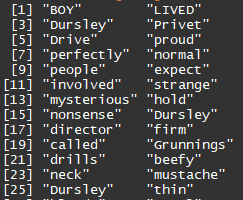 [1] "BOY" "LIVED"
[3] "Dursley" "Privet"
[5] "Drive" "proud"
[7] "perfectly" "normal"
[9] "people" "expect"
[11] "involved" "strange"
[13] "mysterious" "hold"
[15] "nonsense" "Dursley"
[17] "director" "firm"
[19] "called" "Grunnings"
[21] "drills" "beefy"
[23] "neck" "mustache"
[25] "Dursley" "thin"